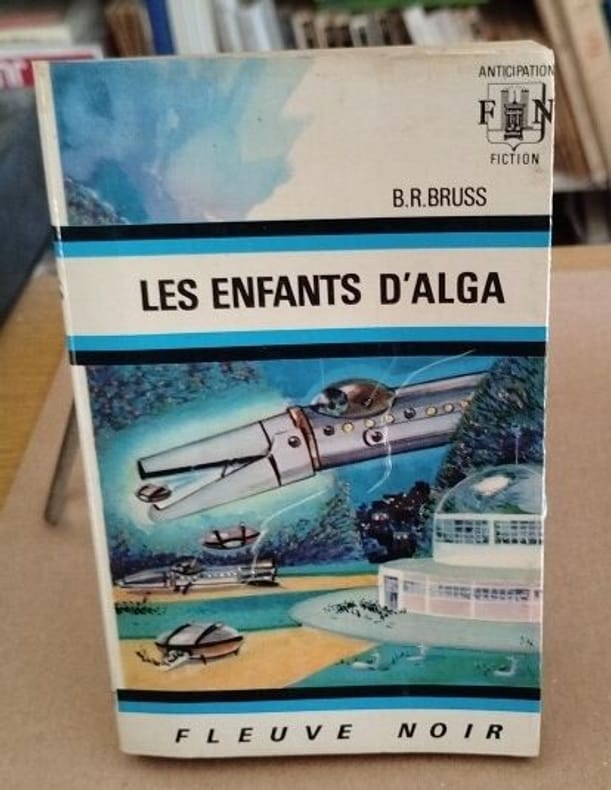 ANTICIPATION
F N
FICTION
B.R.BRUSS
LES ENFANTS D'ALGA
FLEUVE NOIR